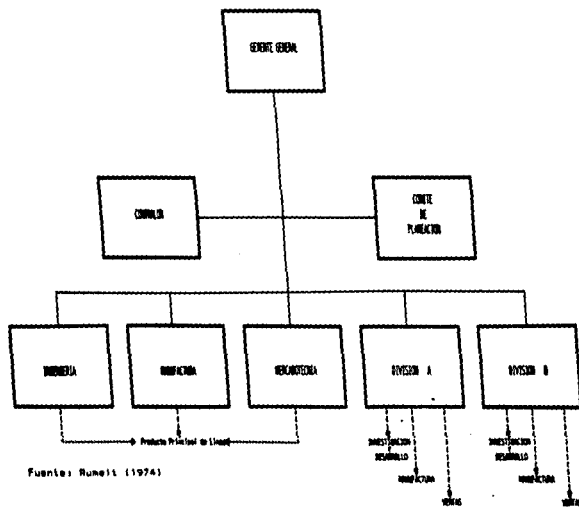 GERENTE GENERAL
CONTRALOR
COMITE
DE
PLANEACION
INGENIERIA
MANUFACTURA
MERCADOTECNIA
DIVISION A
DIVISION B
Producto Principal de Linea
INVESTIGACION
DESARROLLO
MANUFACTURA
VENTAS
INVESTIGACION
DESARROLLO
MANUFACTURA
VENTAS
Fuente: Rumelt (1974)